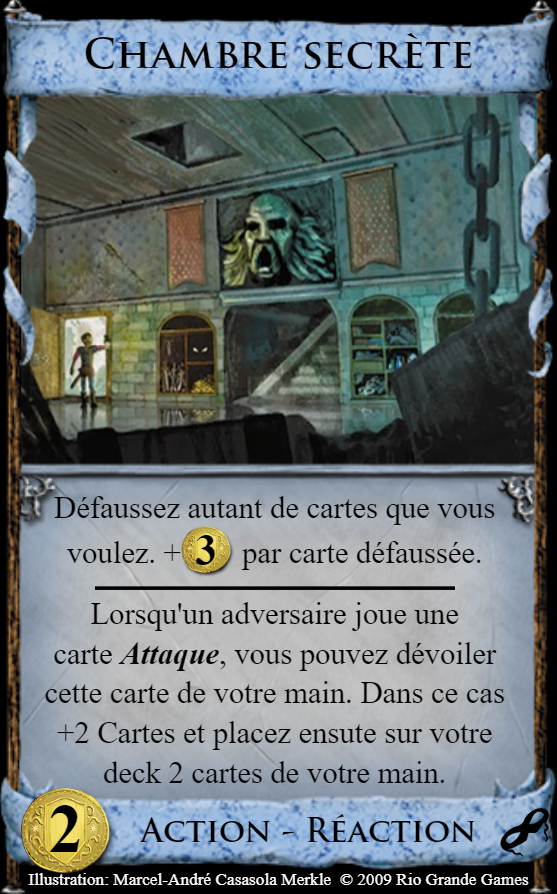 CHAMBRE SECRÈTE
Défaussez autant de cartes que vous
voulez. +3 par carte défaussée.
Lorsqu'un adversaire joue une
carte Attaque, vous pouvez dévoiler
cette carte de votre main. Dans ce cas
+2 Cartes et placez ensute sur votre
deck 2 cartes de votre main.
2 ACTION - RÉACTION
Illustration: Marcel-André Casasola Merkle © 2009 Rio Grande Games